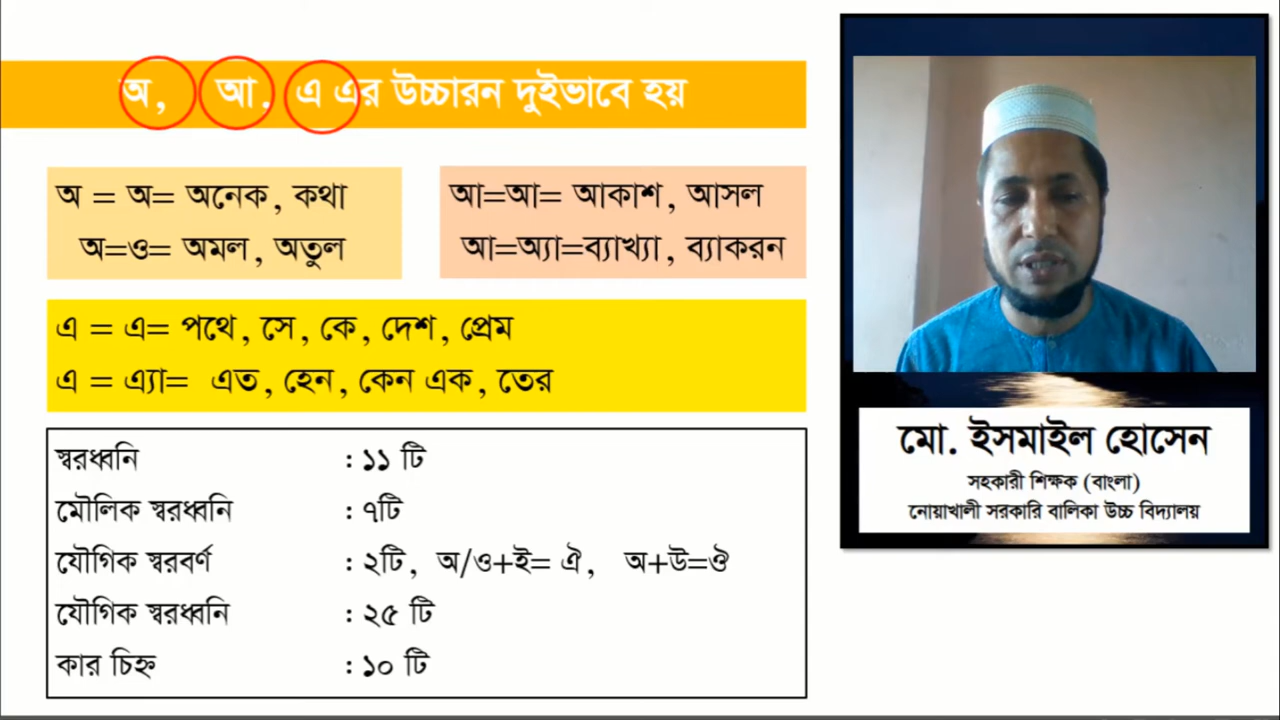 অ, আ. এ এর উচ্চারন দুইভাবে হয়
অ = অ= অনেক, কথা
অ=ও= অমল, অতুল
আ=আ= আকাশ, আসল
আ=অ্যা=ব্যাখ্যা, ব্যাকরন
এ = এ= পথে, সে, কে, দেশ, প্রেম
এ = এ্যা= এত, হেন, কেন এক, তের
স্বরধ্বনি : ১১ টি
মৌলিক স্বরধ্বনি : ৭টি
যৌগিক স্বরবর্ণ : ২টি, অ/ও+ই= ঐ, অ+উ=ঔ
যৌগিক স্বরধ্বনি : ২৫ টি
কার চিহ্ন : ১০ টি
মো. ইসমাইল হোসেন
সহকারী শিক্ষক (বাংলা)
নোয়াখালী সরকারি বালিকা উচ্চ বিদ্যালয়